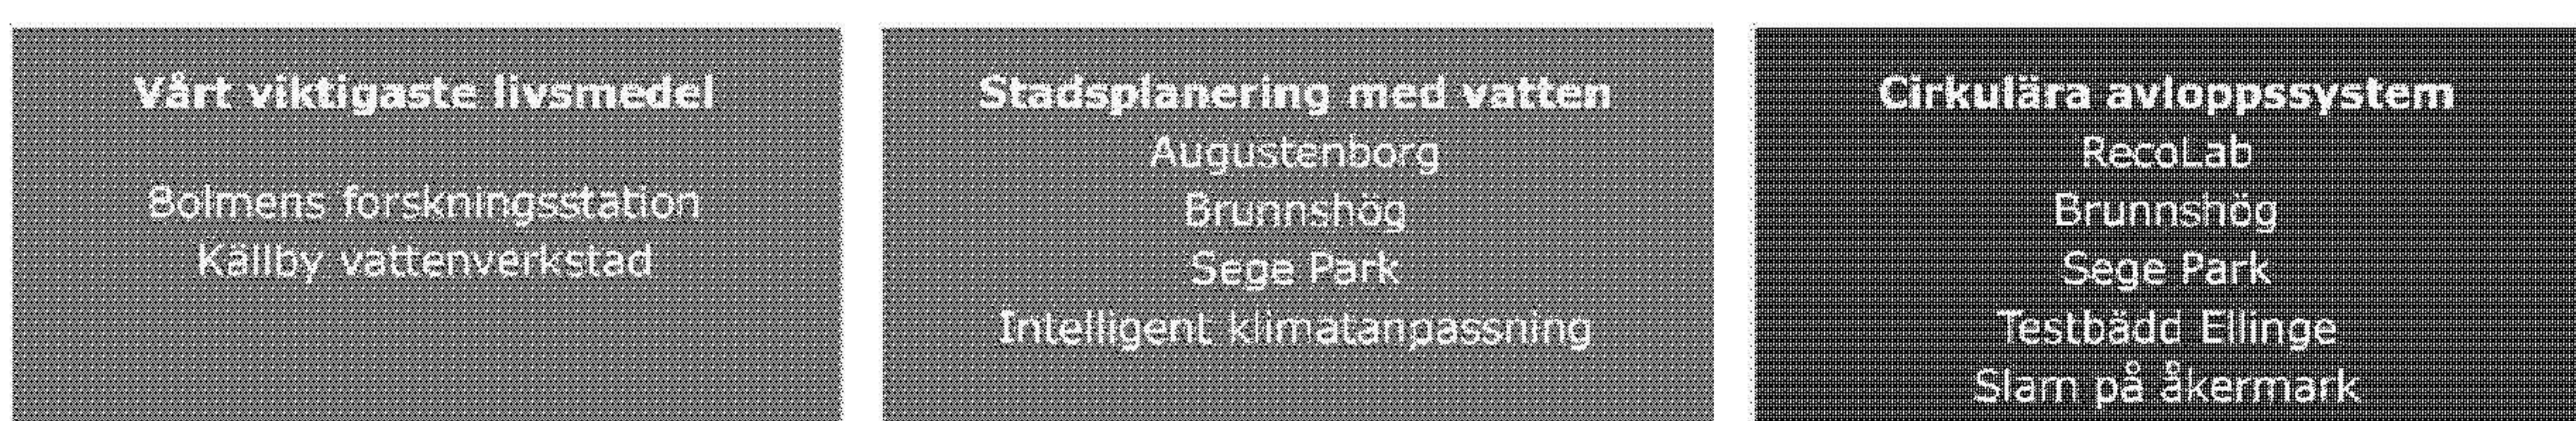 Vårt viktigaste livsmedel
Bolmens forskningsstation
Källby vattenverkstad
Stadsplanering med vatten
Augustenborg
Brunnshög
Sege Park
Intelligent klimatanpassning
Cirkulära avloppssystem
RecoLab
Brunnshög
Sege Park
Testbädd Ellinge
Slam på åkermark